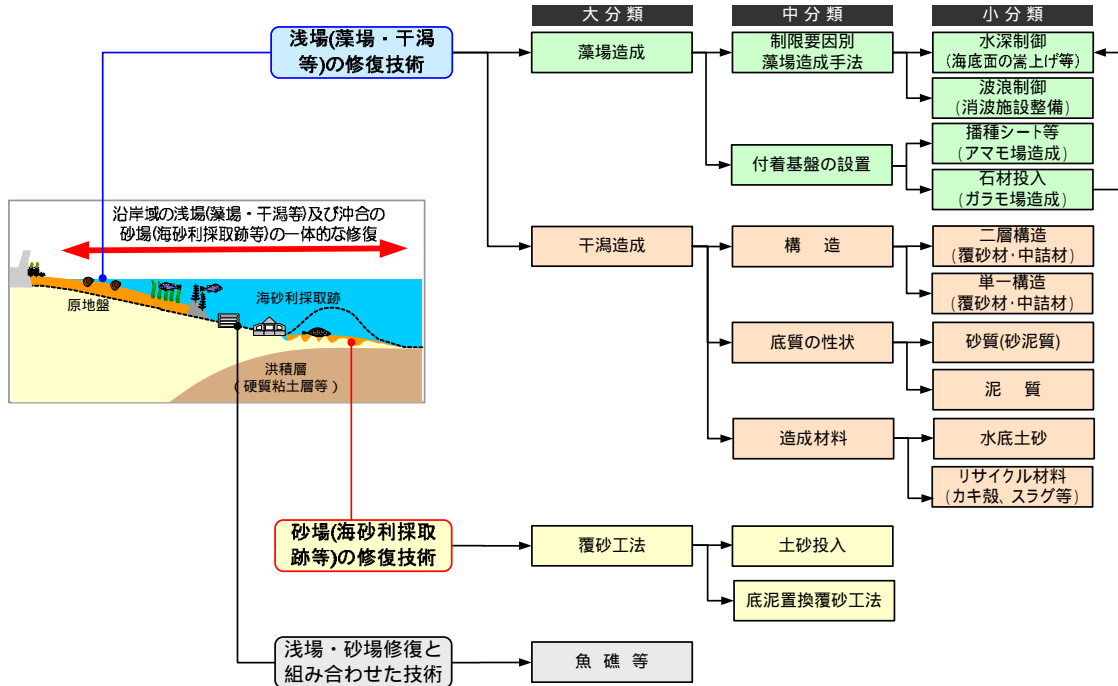 大分類
中分類
小分類
浅場(藻場・干潟
等)の修復技術
藻場造成
制限要因別
藻場造成手法
水深制御
(海底面の嵩上げ等)
波浪制御
(消波施設整備)
付着基盤の設置
播種シート等
(アマモ場造成)
石材投入
(ガラモ場造成)
沿岸域の浅場(藻場・干潟等)及び沖合の
砂場(海砂利採取跡等)の一体的な修復
原地盤
海砂利採取跡
洪積層
(硬質粘土層等)
干潟造成
構 造
二層構造
(覆砂材・中詰材)
単一構造
(覆砂材・中詰材)
底質の性状
砂質(砂泥質)
泥 質
造成材料
水底土砂
リサイクル材料
(カキ殻、スラグ等)
砂場(海砂利採取
跡等)の修復技術
覆砂工法
土砂投入
底泥置換覆砂工法
浅場・砂場修復と
組み合わせた技術
魚礁等